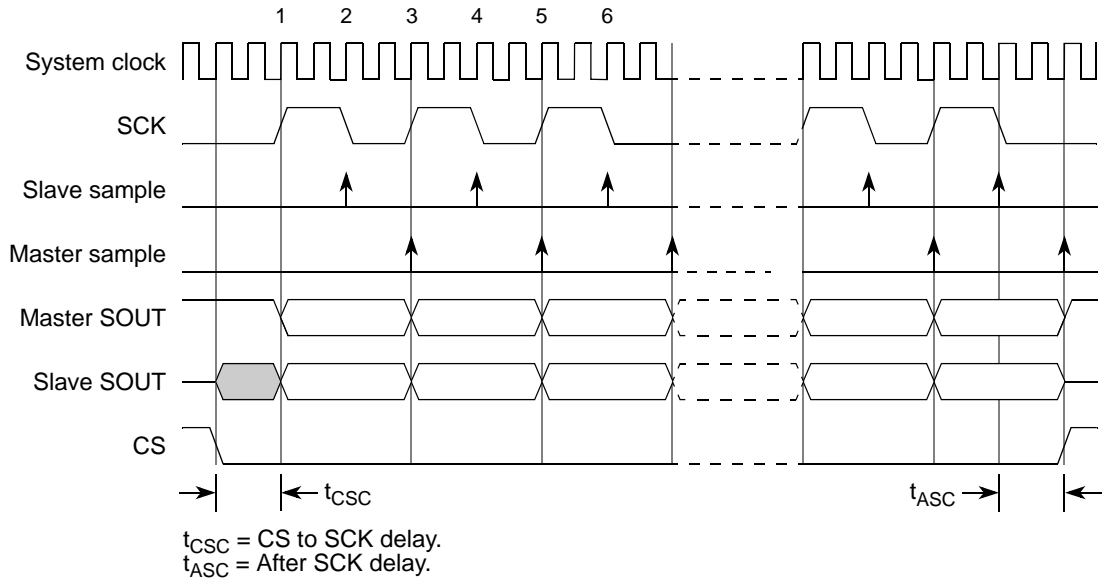 1 2 3 4 5 6
System clock
SCK
Slave sample
Master sample
Master SOUT
Slave SOUT
CS
tCSC
tASC
tCSC = CS to SCK delay.
tASC = After SCK delay.